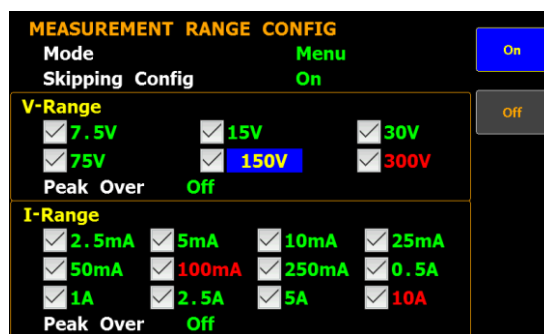 MEASUREMENT RANGE CONFIG
Mode Menu
Skipping Config On
V-Range
7.5V 15V 30V
75V 150V 300V
Peak Over Off
I-Range
2.5mA 5mA 10mA 25mA
50mA 100mA 250mA 0.5A
1A 2.5A 5A 10A
Peak Over Off
On
Off